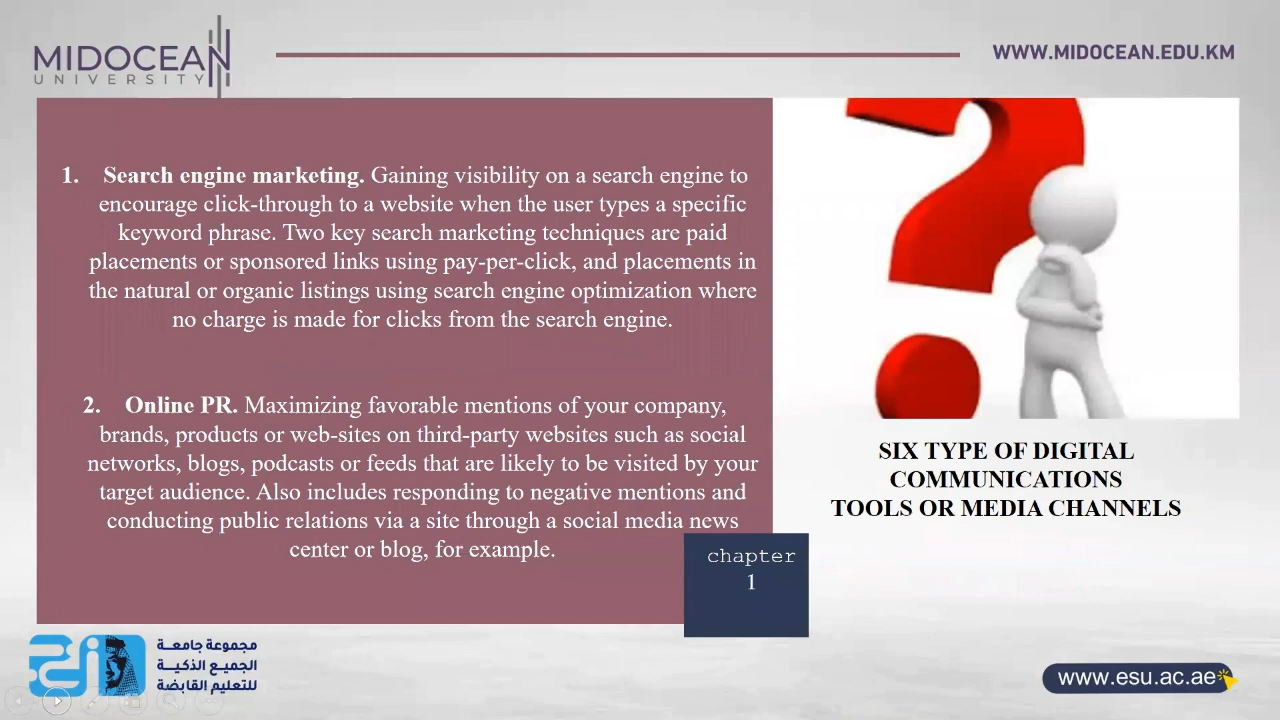 MIDOCEAN
UNIVERSITY
WWW.MIDOCEAN.EDU.KM
1. Search engine marketing. Gaining visibility on a search engine to
encourage click-through to a website when the user types a specific
keyword phrase. Two key search marketing techniques are paid
placements or sponsored links using pay-per-click, and placements in
the natural or organic listings using search engine optimization where
no charge is made for clicks from the search engine.
2. Online PR. Maximizing favorable mentions of your company,
brands, products or web-sites on third-party websites such as social
networks, blogs, podcasts or feeds that are likely to be visited by your
target audience. Also includes responding to negative mentions and
conducting public relations via a site through a social media news
center or blog, for example.
SIX TYPE OF DIGITAL
COMMUNICATIONS
TOOLS OR MEDIA CHANNELS
chapter
1
مجموعة جامعة
الجميع الذكية
للتعليم القابضة
www.esu.ac.ae